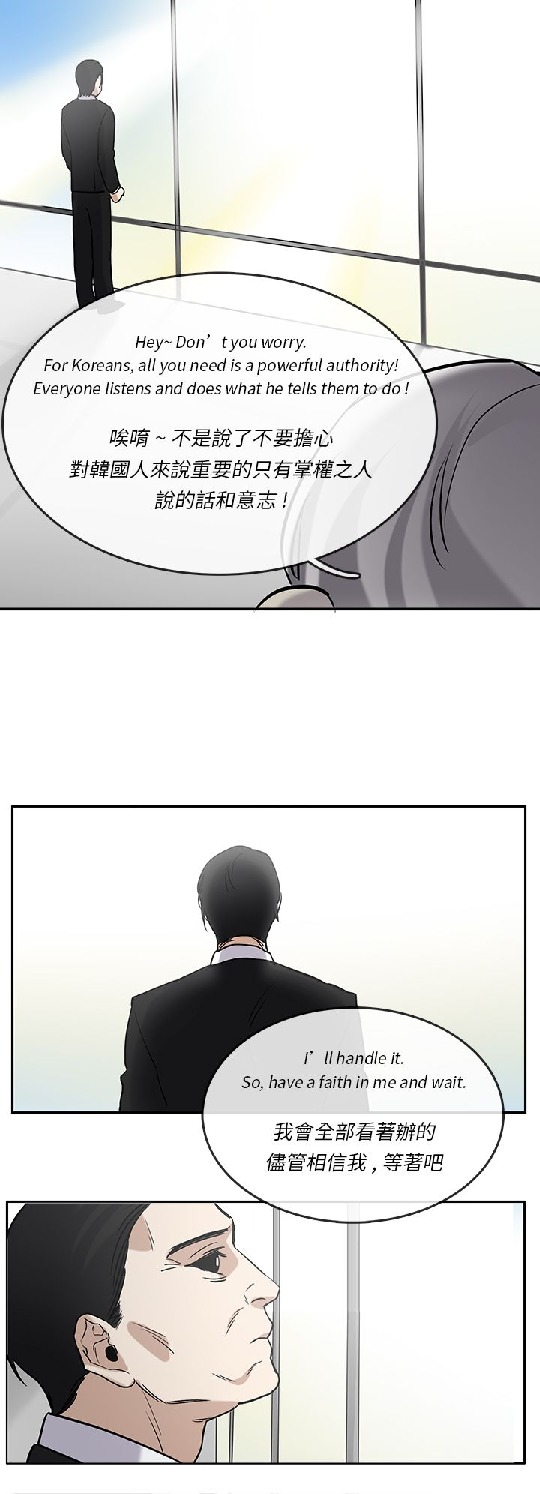 Hey~ Don't you worry.
For Koreans, all you need is a powerful authority!
Everyone listens and does what he tells them to do !
唉唷 ~ 不是說了不要擔心
對韓國人來說重要的只有掌權之人
說的話和意志 !
I'll handle it.
So, have a faith in me and wait.
我會全部看著辦的
儘管相信我 , 等著吧